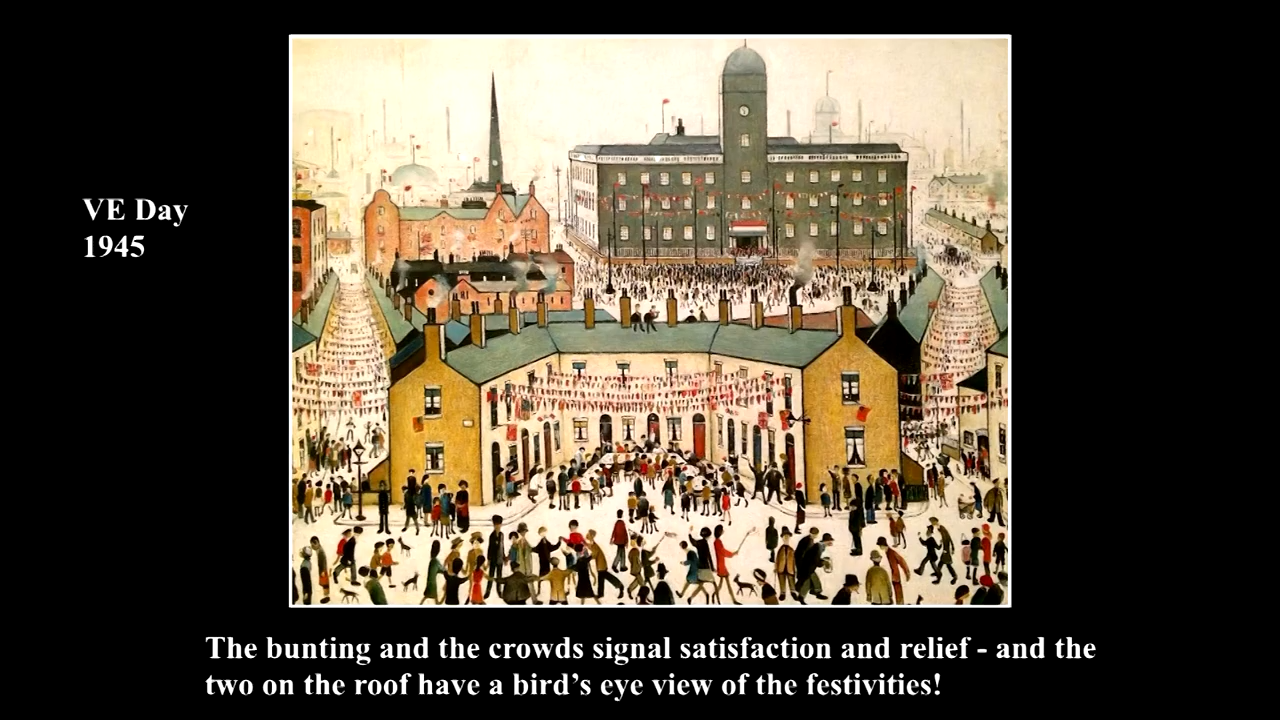 VE Day
1945
The bunting and the crowds signal satisfaction and relief - and the
two on the roof have a bird’s eye view of the festivities!